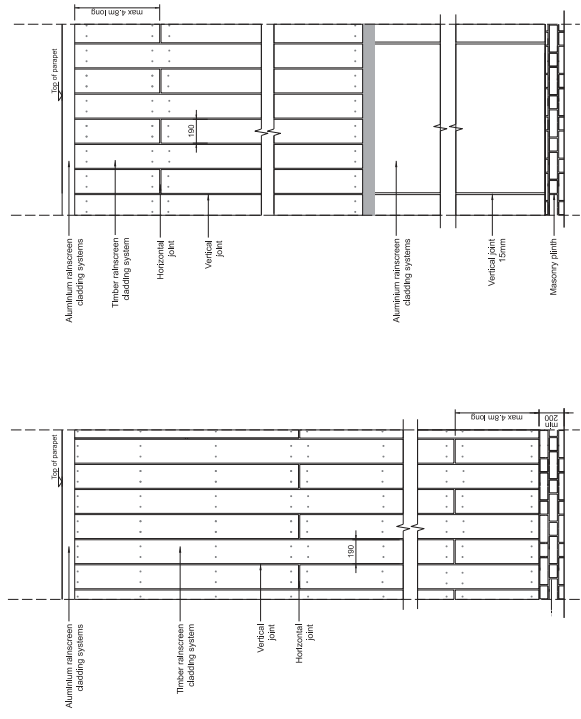 max 4.8m long
Top of parapet
190
Aluminium rainscreen
cladding systems
Timber rainscreen
cladding system
Horizontal
joint
Vertical
joint
Aluminium rainscreen
cladding systems
Vertical joint
15mm
Masonry plinth
Top of parapet
max 4.8m long
200
min
190
Aluminium rainscreen
cladding systems
Timber rainscreen
cladding system
Vertical
joint
Horizontal
joint